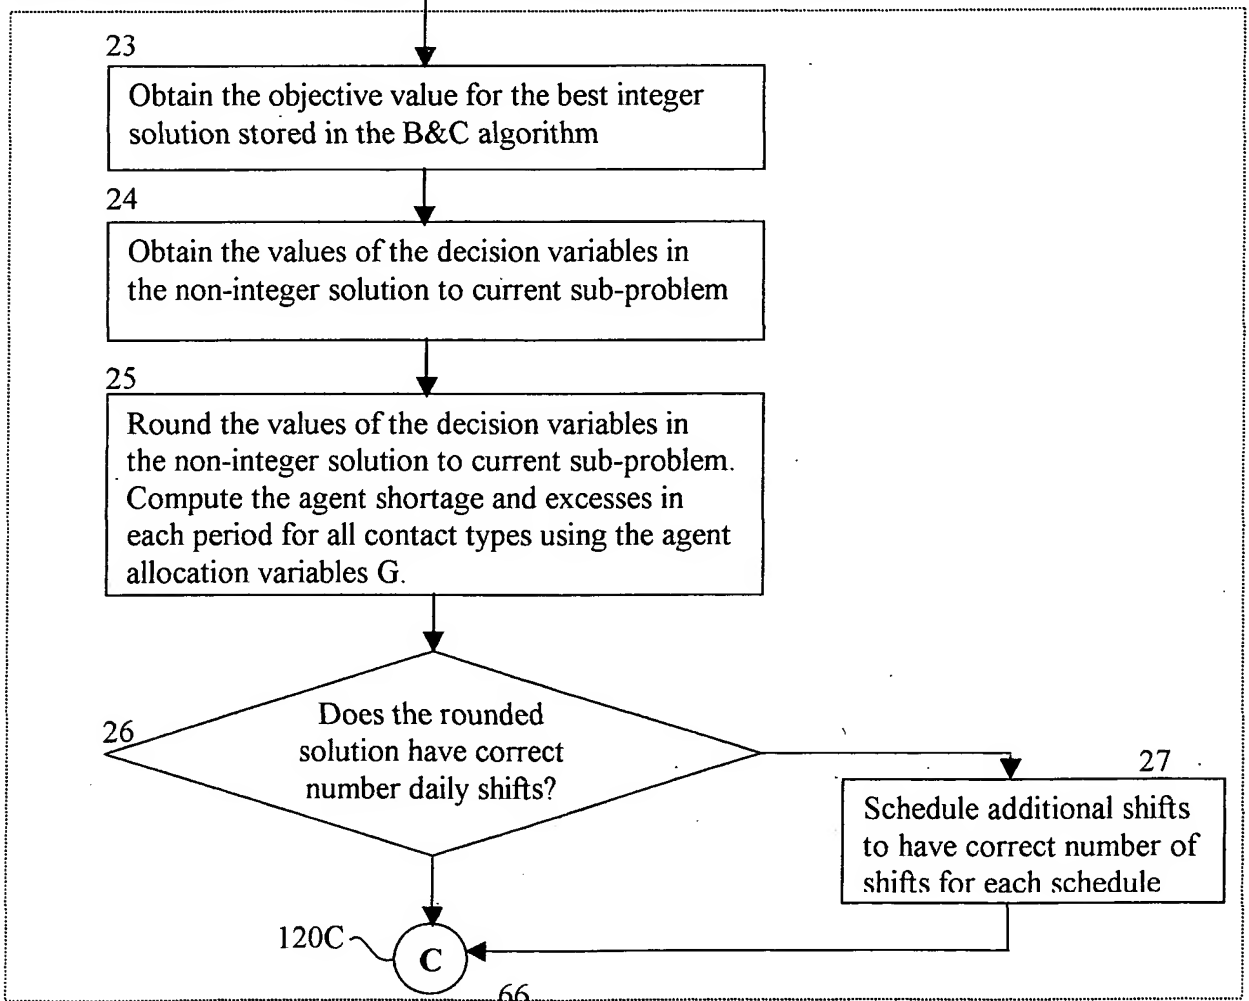 23
Obtain the objective value for the best integer
solution stored in the B&C algorithm
24
Obtain the values of the decision variables in
the non-integer solution to current sub-problem
25
Round the values of the decision variables in
the non-integer solution to current sub-problem.
Compute the agent shortage and excesses in
each period for all contact types using the agent
allocation variables G.
26
Does the rounded
solution have correct
number daily shifts?
27
Schedule additional shifts
to have correct number of
shifts for each schedule
120C
C
66